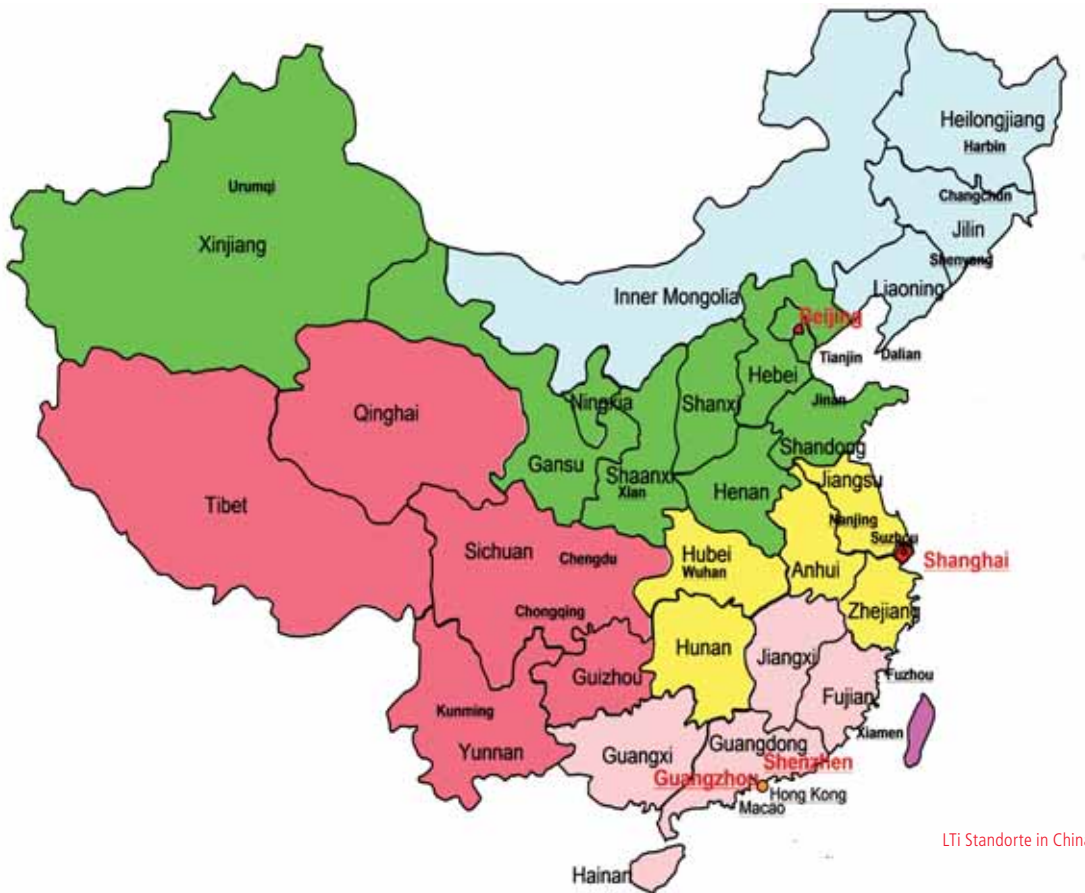 Heilongjiang
Harbin
Urumqi
Changchun
Xinjiang
Jilin
Shenyang
Liaoning
Inner Mongolia
Beijing
Tianjin
Dalian
Hebei
Ningxia
Shanxi
Jinan
Qinghai
Shandong
Gansu
Shaanxi
Xian
Henan
Jiangsu
Tibet
Nanjing
Suzhou
Sichuan
Chengdu
Hubei
Wuhan
Anhui
Shanghai
Chongqing
Zhejiang
Hunan
Jiangxi
Guizhou
Fuzhou
Fujian
Kunming
Xiamen
Yunnan
Guangxi
Guangdong
Shenzhen
Guangzhou
Hong Kong
Macao
LTi Standorte in China
Hainan